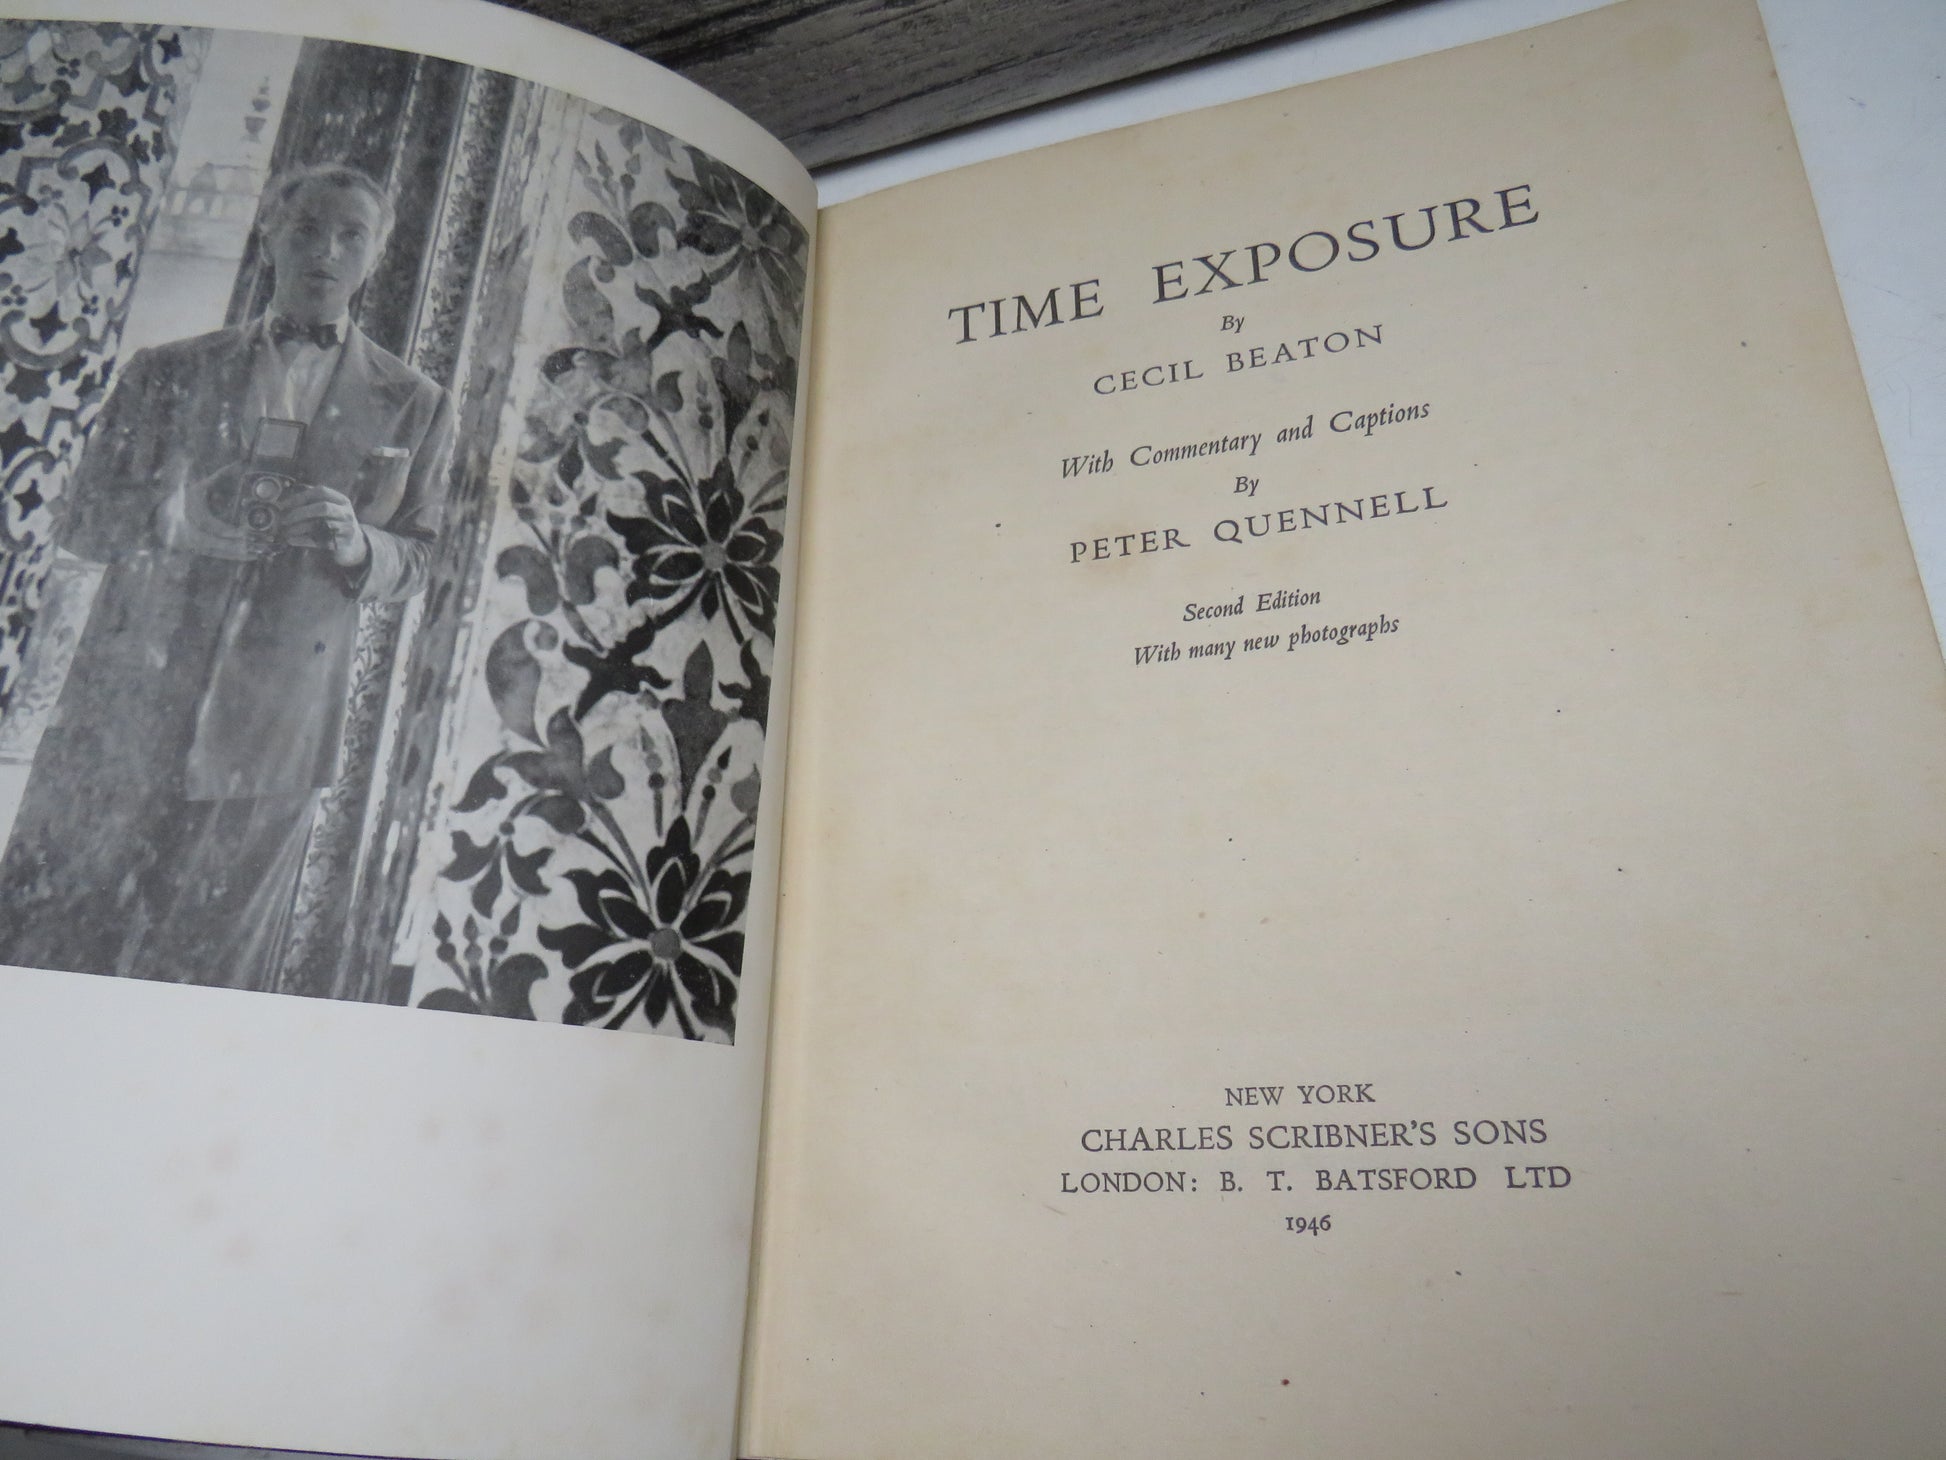 TIME EXPOSURE
By
CECIL BEATON
With Commentary and Captions
By
PETER QUENNELL
Second Edition
With many new photographs
NEW YORK
CHARLES SCRIBNER'S SONS
LONDON: B. T. BATSFORD LTD
1946